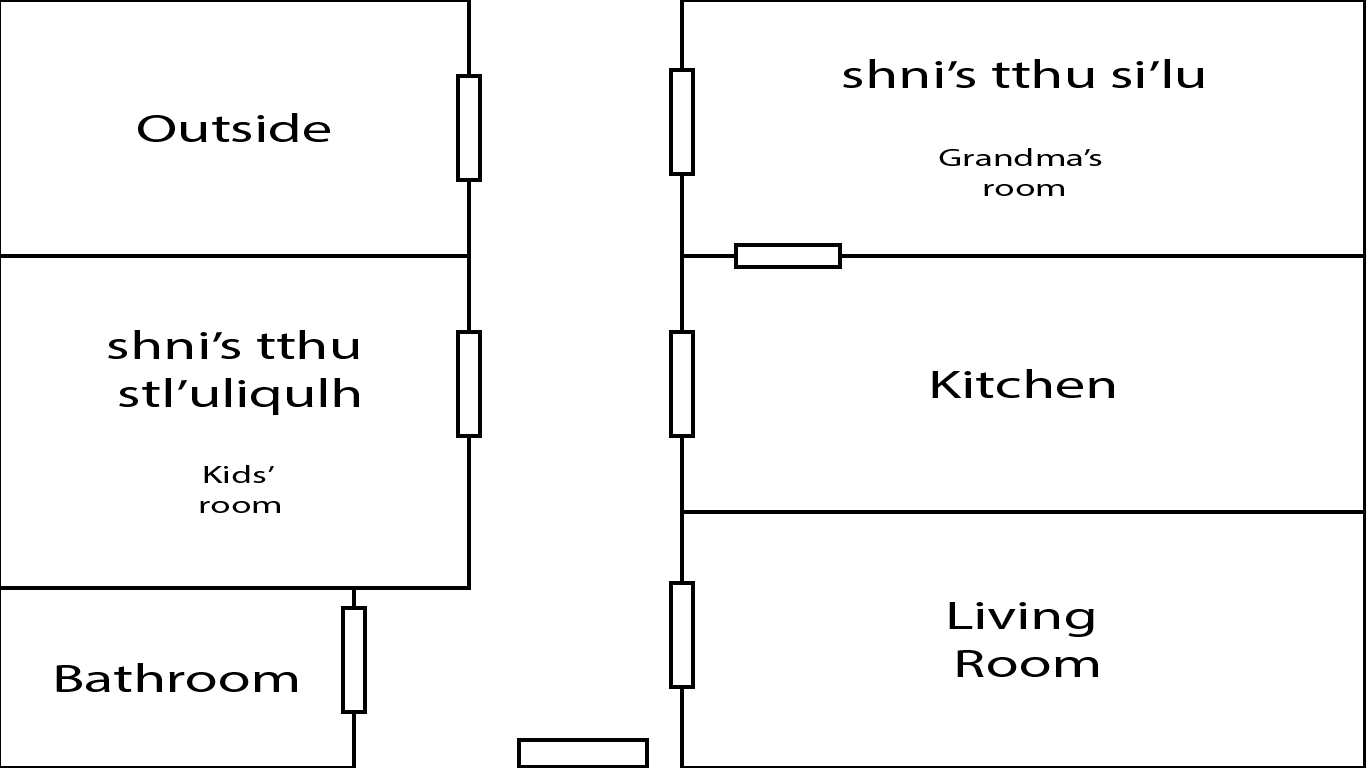 Outside
shni’s tthu si’lu
Grandma’s
room
shni’s tthu
stl’uliqulh
Kids’
room
Kitchen
Bathroom
Living
Room